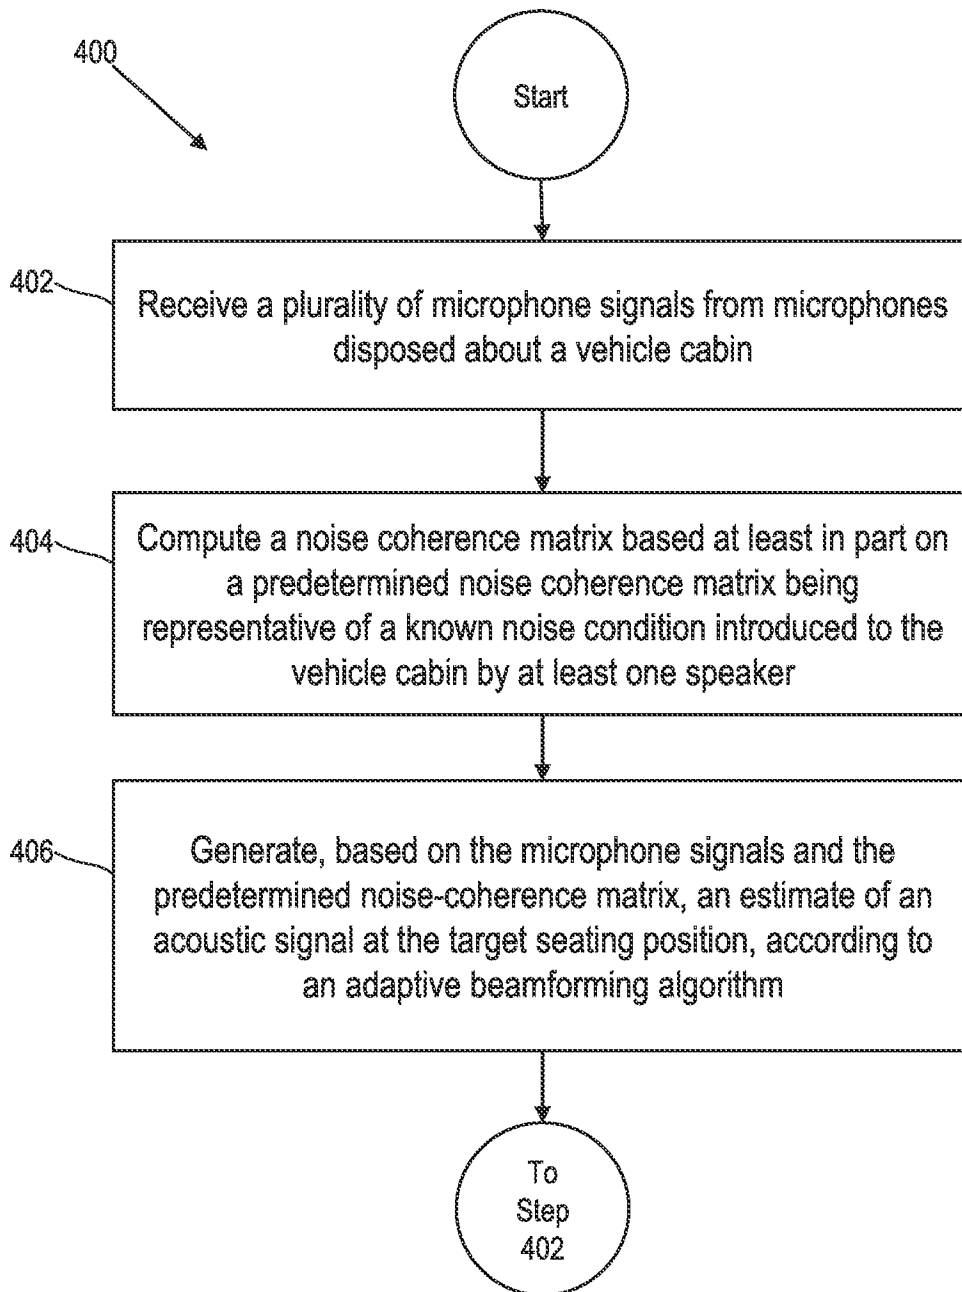 400
Start
402
Receive a plurality of microphone signals from microphones
disposed about a vehicle cabin
404
Compute a noise coherence matrix based at least in part on
a predetermined noise coherence matrix being
representative of a known noise condition introduced to the
vehicle cabin by at least one speaker
406
Generate, based on the microphone signals and the
predetermined noise-coherence matrix, an estimate of an
acoustic signal at the target seating position, according to
an adaptive beamforming algorithm
To
Step
402